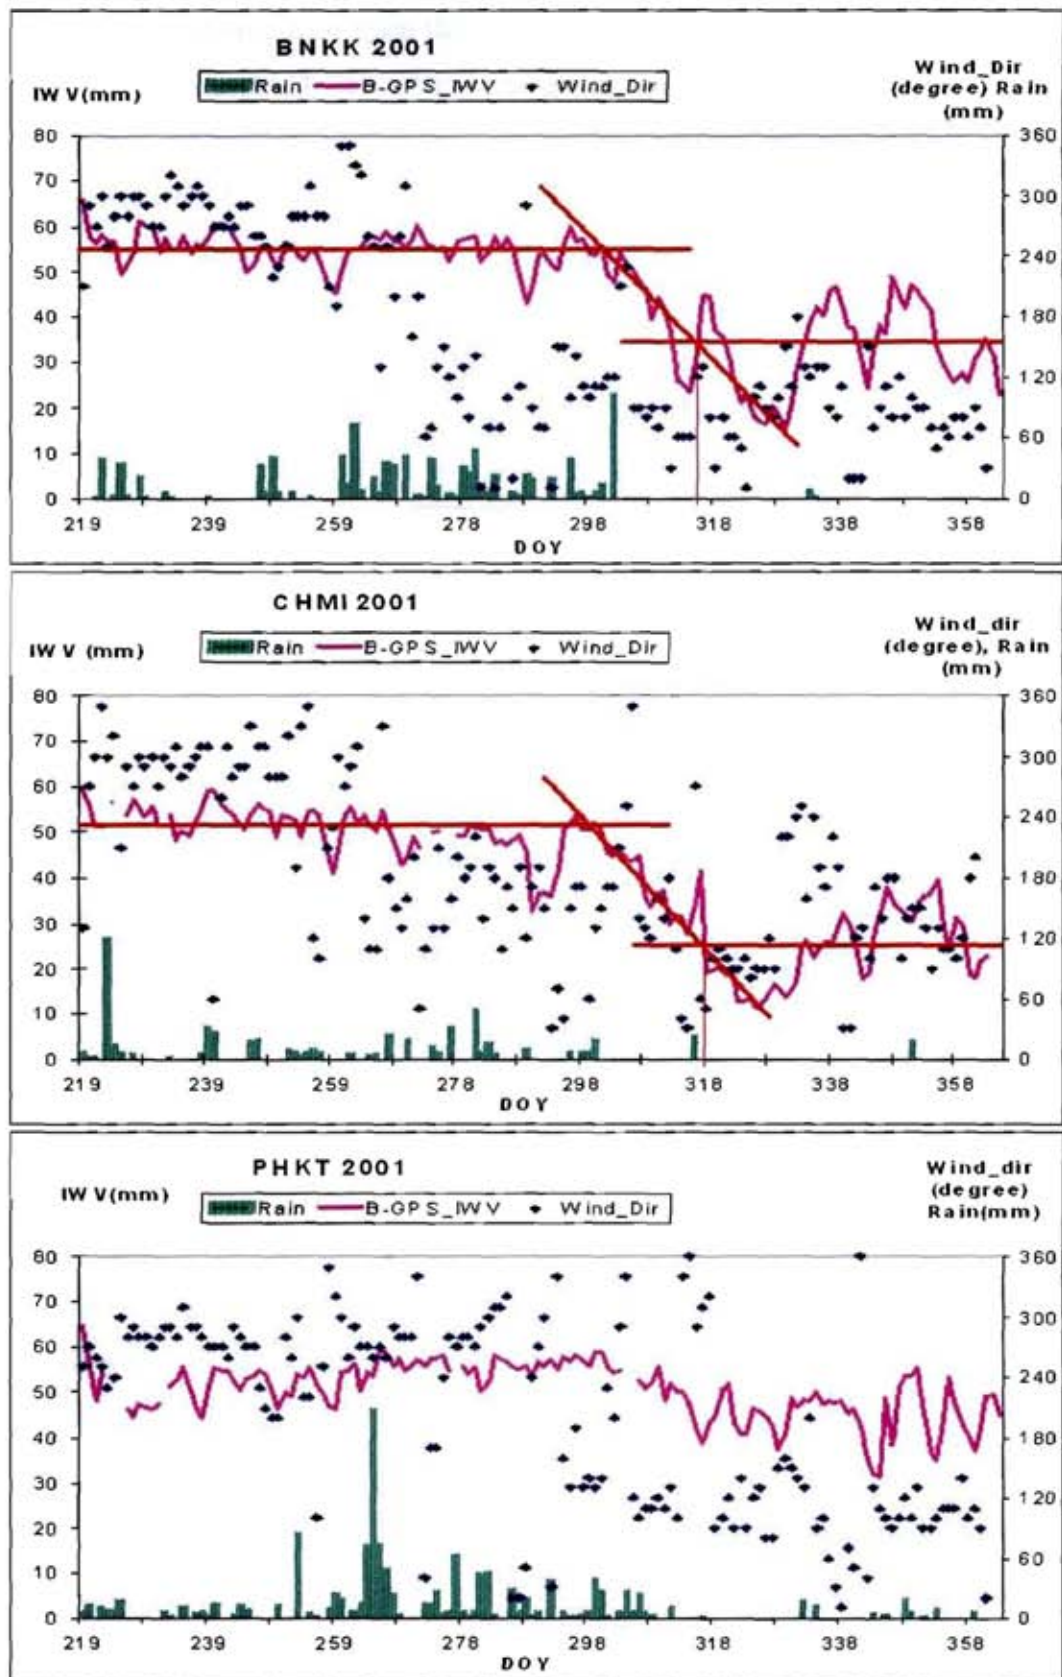 BNKK 2001
IWV(mm)
Rain B-GPS_IWV Wind_Dir
Wind_Dir
(degree) Rain
(mm)
80 360
70 300
60
50 240
40 180
30 120
20
10 60
0 0
219 239 259 278 298 318 338 358
DOY
CHMI 2001
IWV (mm)
Rain B-GPS_IWV Wind_Dir
Wind_dir
(degree), Rain
(mm)
80 360
70 300
60
50 240
40 180
30 120
20
10 60
0 0
219 239 259 278 298 318 338 358
DOY
PHKT 2001
IWV(mm)
Rain B-GPS_IWV Wind_Dir
Wind_dir
(degree)
Rain(mm)
80 360
70 300
60
50 240
40 180
30 120
20
10 60
0 0
219 239 259 278 298 318 338 358
DOY